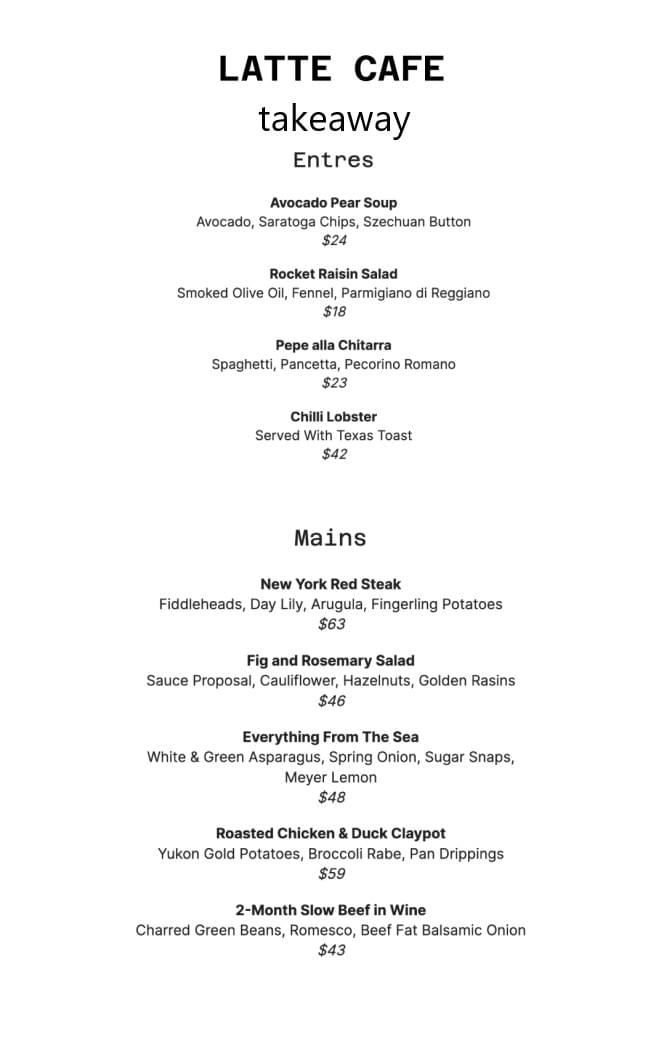 LATTE CAFE
takeaway
Entres
Avocado Pear Soup
Avocado, Saratoga Chips, Szechuan Button
$24
Rocket Raisin Salad
Smoked Olive Oil, Fennel, Parmigiano di Reggiano
$18
Pepe alla Chitarra
Spaghetti, Pancetta, Pecorino Romano
$23
Chilli Lobster
Served With Texas Toast
$42
Mains
New York Red Steak
Fiddleheads, Day Lily, Arugula, Fingerling Potatoes
$63
Fig and Rosemary Salad
Sauce Proposal, Cauliflower, Hazelnuts, Golden Rasins
$46
Everything From The Sea
White & Green Asparagus, Spring Onion, Sugar Snaps,
Meyer Lemon
$48
Roasted Chicken & Duck Claypot
Yukon Gold Potatoes, Broccoli Rabe, Pan Drippings
$59
2-Month Slow Beef in Wine
Charred Green Beans, Romesco, Beef Fat Balsamic Onion
$43